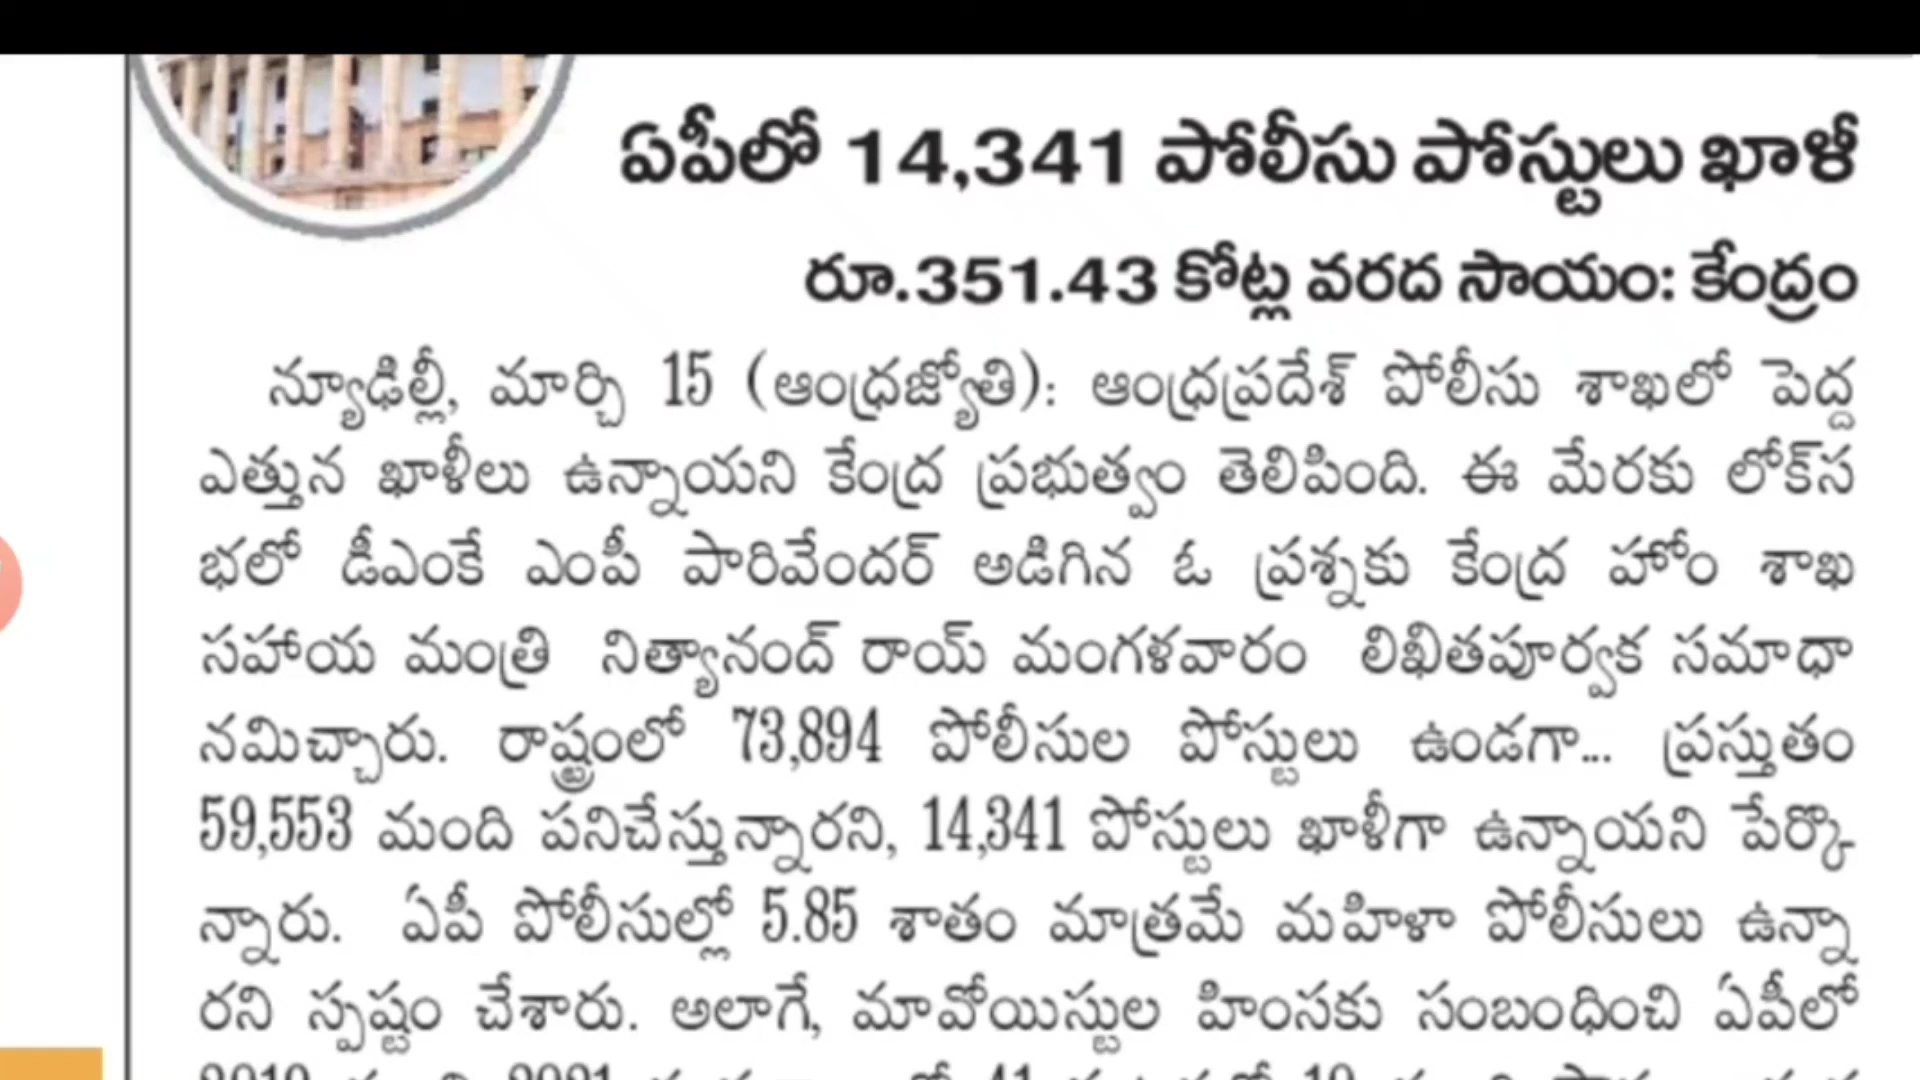 ఏపీలో 14,341 పోలీసు పోస్టులు ఖాళీ
రూ.351.43 కోట్ల వరద సాయం: కేంద్రం
న్యూఢిల్లీ, మార్చి 15 (ఆంధ్రజ్యోతి): ఆంధ్రప్రదేశ్ పోలీసు శాఖలో పెద్ద
ఎత్తున ఖాళీలు ఉన్నాయని కేంద్ర ప్రభుత్వం తెలిపింది. ఈ మేరకు లోక్‌స
భలో డీఎంకే ఎంపీ పారివేందర్ అడిగిన ఓ ప్రశ్నకు కేంద్ర హోం శాఖ
సహాయ మంత్రి నిత్యానంద్ రాయ్ మంగళవారం లిఖితపూర్వక సమాధా
నమిచ్చారు. రాష్ట్రంలో 73,894 పోలీసుల పోస్టులు ఉండగా... ప్రస్తుతం
59,553 మంది పనిచేస్తున్నారని, 14,341 పోస్టులు ఖాళీగా ఉన్నాయని పేర్కొ
న్నారు. ఏపీ పోలీసుల్లో 5.85 శాతం మాత్రమే మహిళా పోలీసులు ఉన్నా
రని స్పష్టం చేశారు. అలాగే, మావోయిస్టుల హింసకు సంబంధించి ఏపీలో